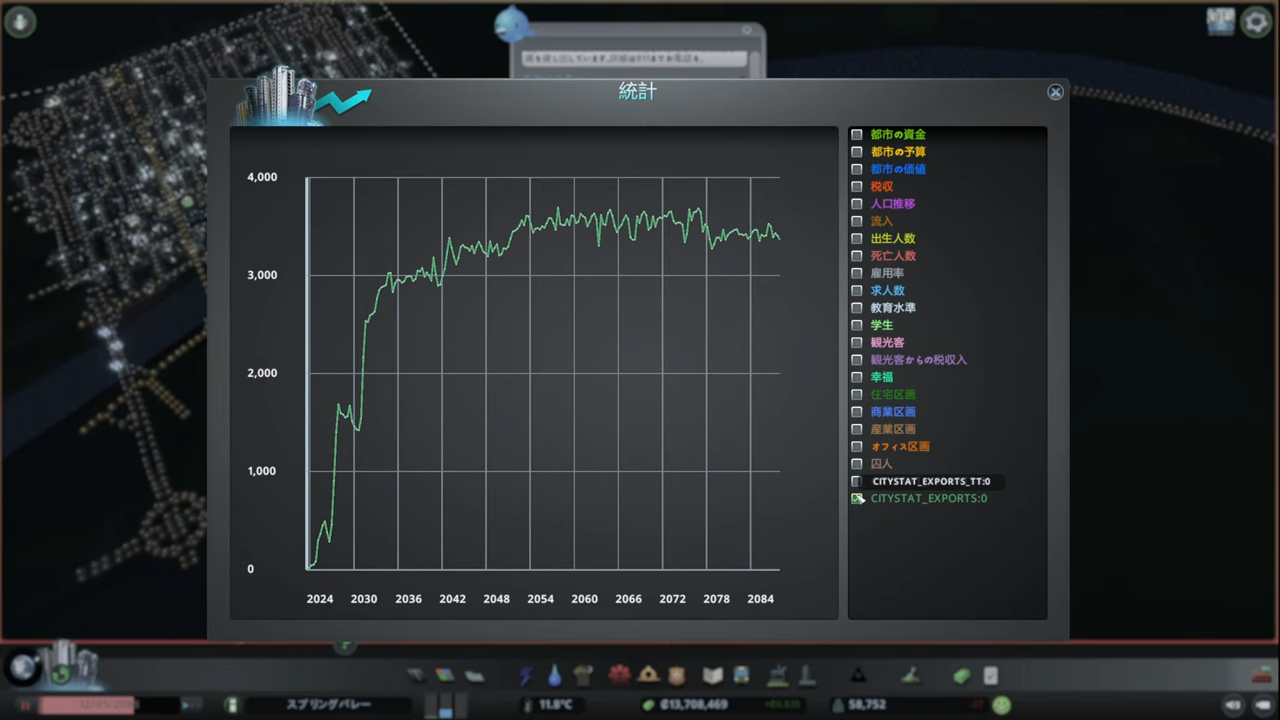 統計
4,000
3,000
2,000
1,000
0
2024 2030 2036 2042 2048 2054 2060 2066 2072 2078 2084
都市の資金
都市の予算
都市の価値
税収
人口推移
流入
出生人数
死亡人数
雇用率
求人数
教育水準
学生
観光客
観光客からの税収入
幸福
住宅区画
商業区画
産業区画
オフィス区画
囚人
CITYSTAT_EXPORTS_TT:0
CITYSTAT_EXPORTS:0
スプリングバレー
11.8°C
₡13,708,469
58,752